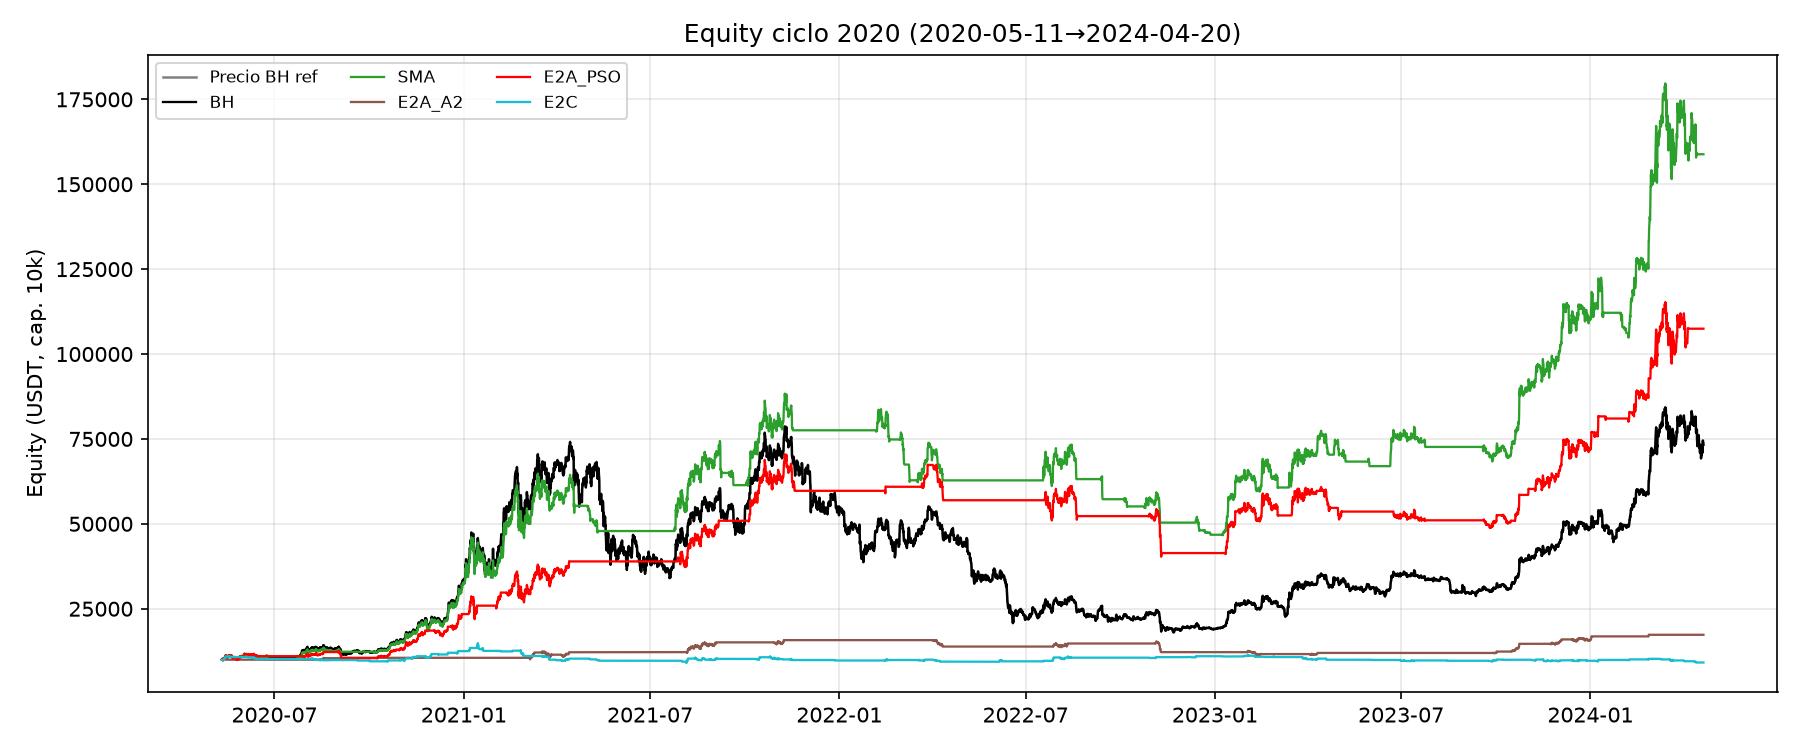 Equity ciclo 2020 (2020-05-11→2024-04-20)
Precio BH ref
BH
SMA
E2A_A2
E2A_PSO
E2C
Equity (USDT, cap. 10k)
175000
150000
125000
100000
75000
50000
25000
2020-07
2021-01
2021-07
2022-01
2022-07
2023-01
2023-07
2024-01